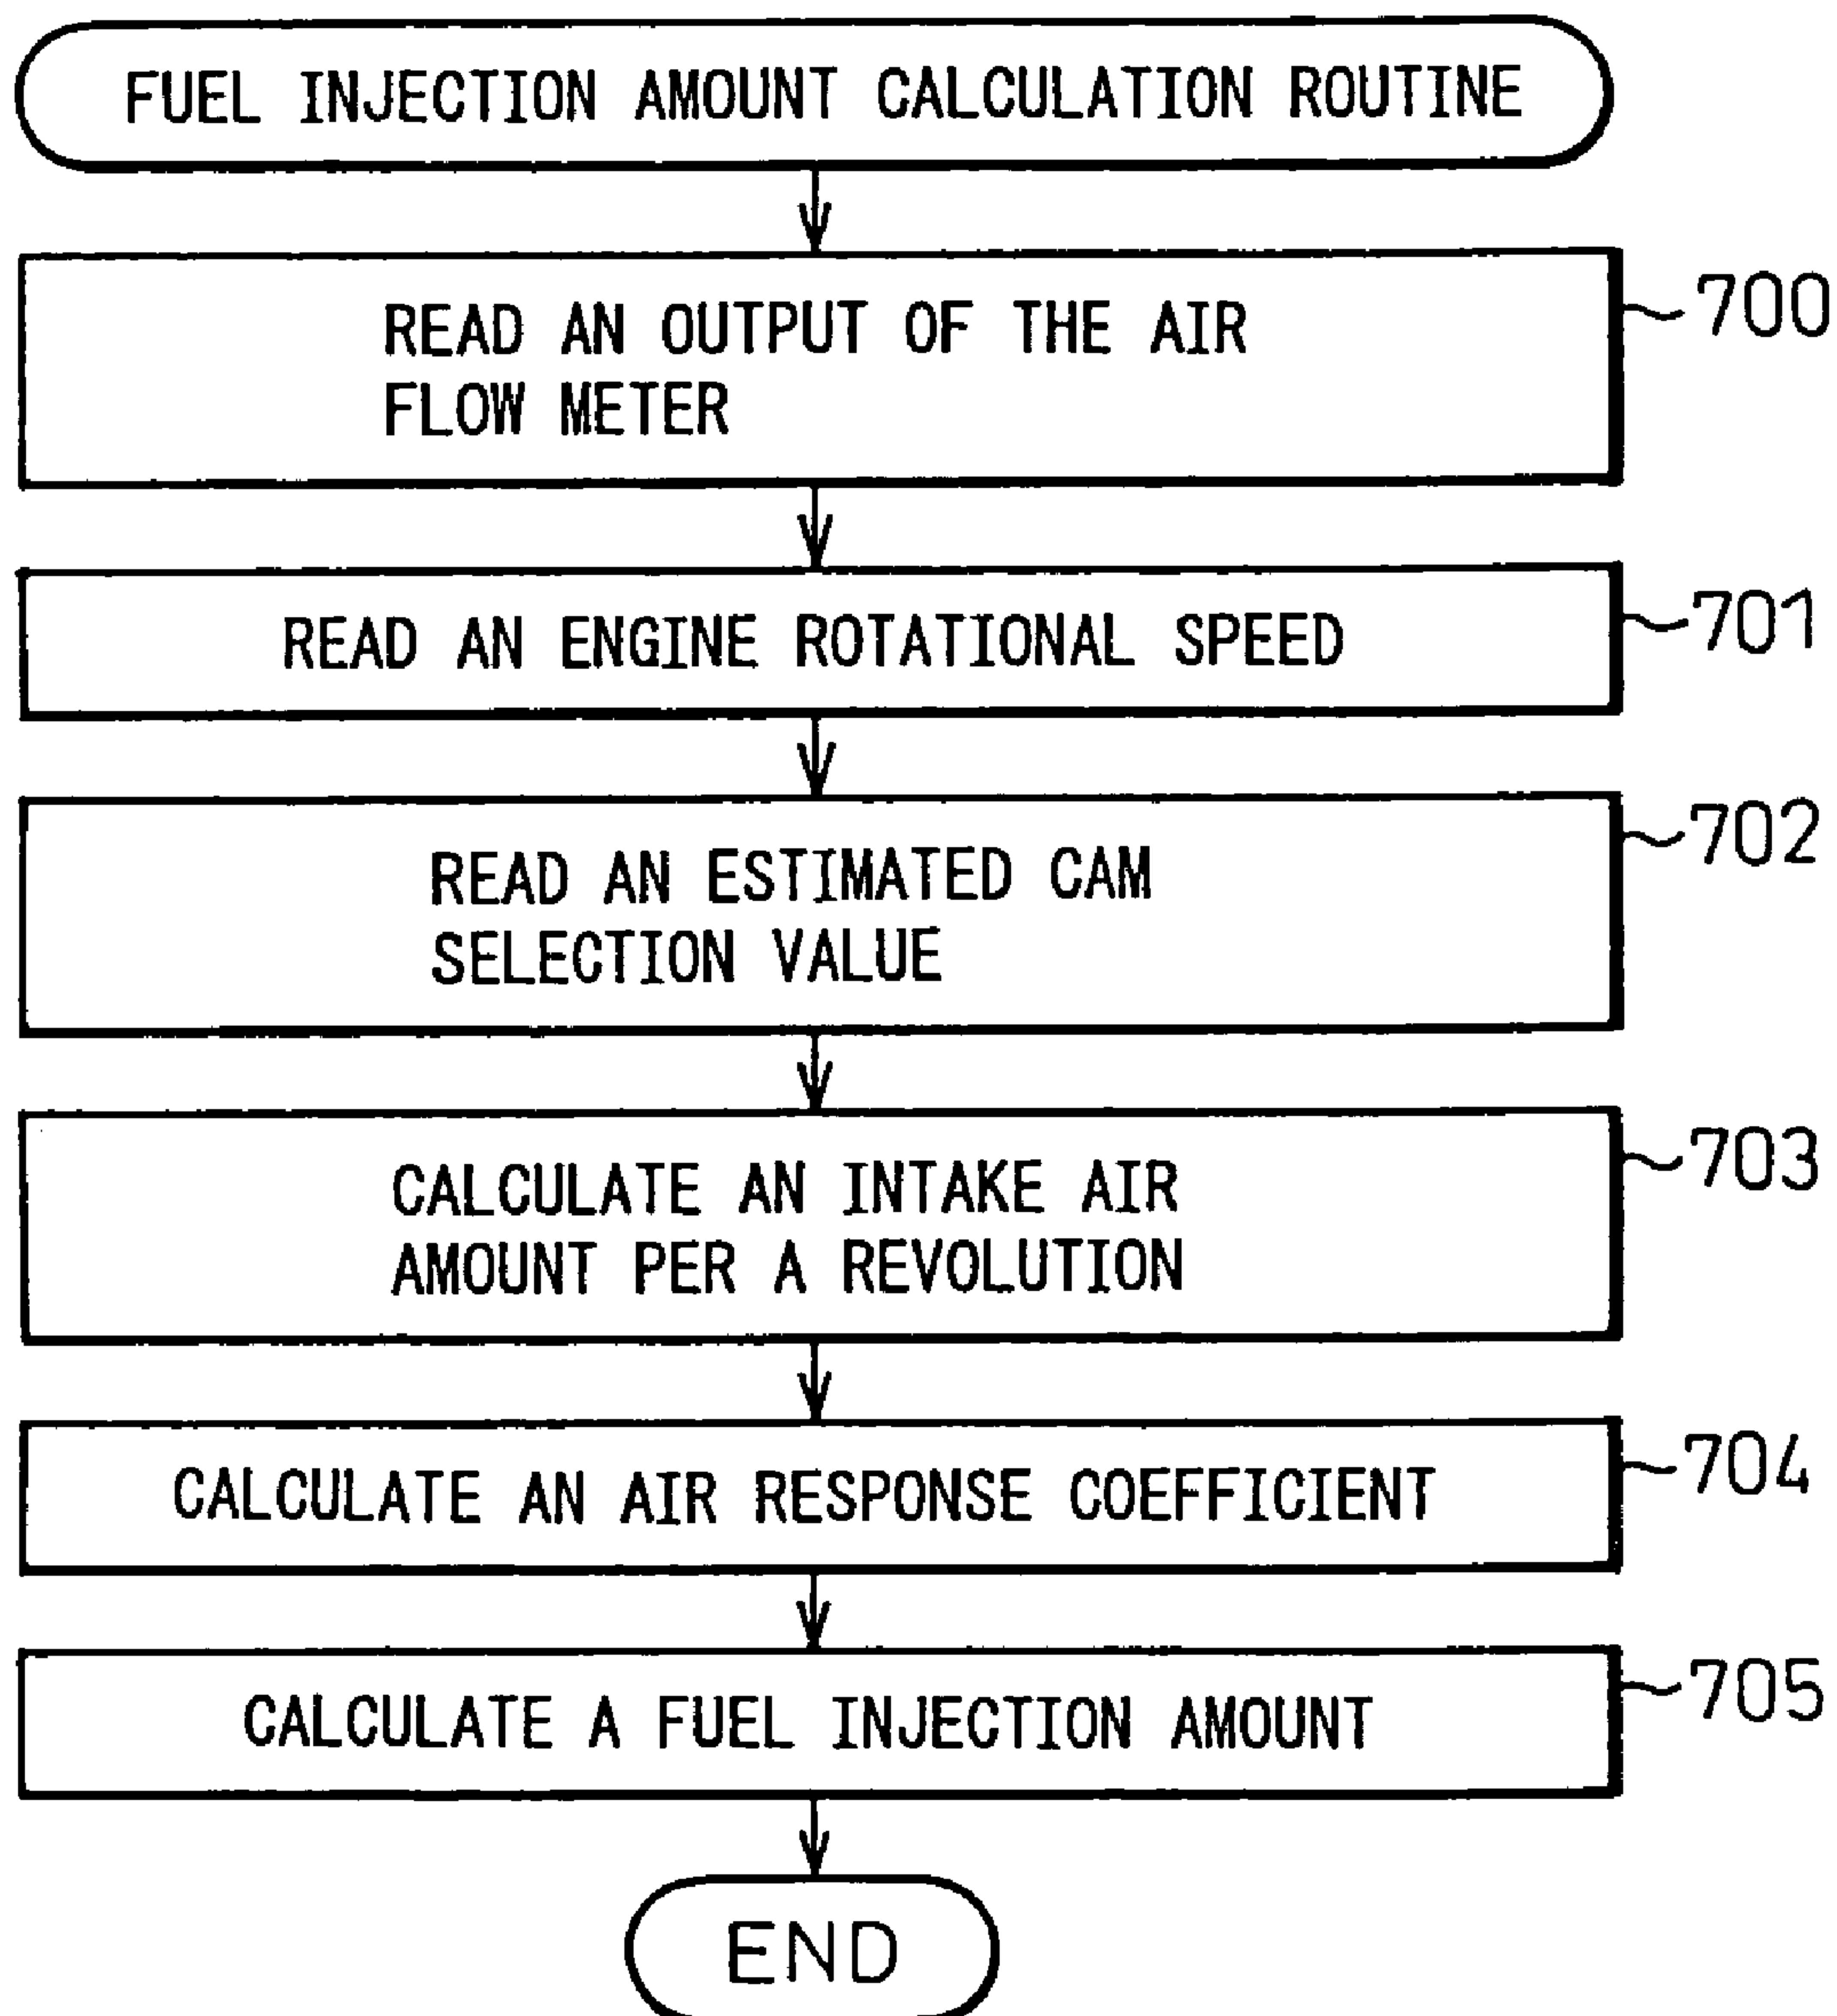 FUEL INJECTION AMOUNT CALCULATION ROUTINE
READ AN OUTPUT OF THE AIR
FLOW METER
700
READ AN ENGINE ROTATIONAL SPEED
701
READ AN ESTIMATED CAM
SELECTION VALUE
702
CALCULATE AN INTAKE AIR
AMOUNT PER A REVOLUTION
703
CALCULATE AN AIR RESPONSE COEFFICIENT
704
CALCULATE A FUEL INJECTION AMOUNT
705
END